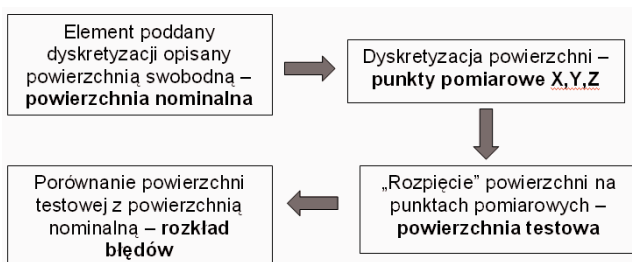 Element poddany
dyskretyzacji opisany
powierzchnią swobodną –
powierzchnia nominalna
Dyskretyzacja powierzchni –
punkty pomiarowe X,Y,Z
„Rozpięcie” powierzchni na
punktach pomiarowych –
powierzchnia testowa
Porównanie powierzchni
testowej z powierzchnią
nominalną – rozkład
błędów